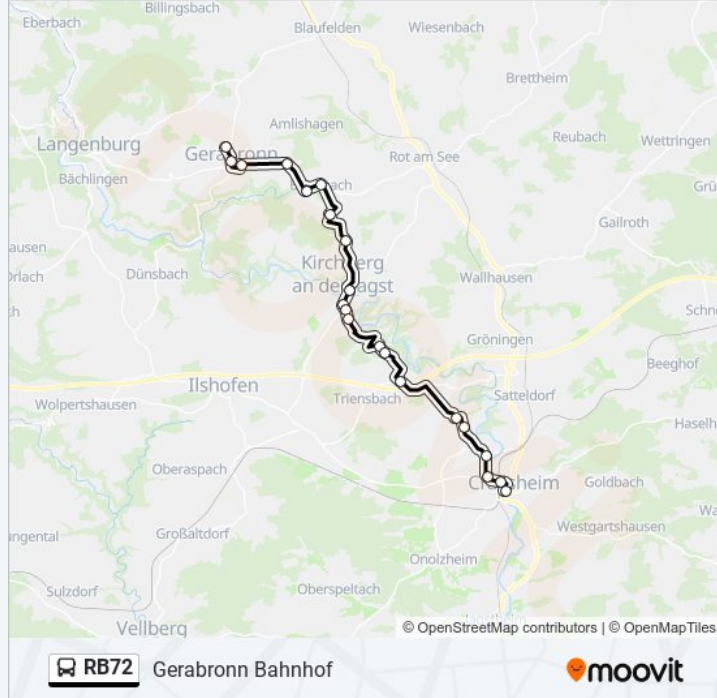 Eberbach
Billingsbach
Blaufelden
Wiesenbach
Brettheim
Amlishagen
Langenburg
Gerabronn
Reubach
Wettringen
Rot am See
Bächlingen
Gailroth
Kirchberg
an der Jagst
Dünsbach
Wallhausen
Gröningen
Beeghof
Ilshofen
Triensbach
Satteldorf
Wolpertshausen
Oberaspach
Crailsheim
Goldbach
Großaltdorf
Westgartshausen
Onolzheim
Sulzdorf
Oberspeltach
Vellberg
© OpenStreetMap contributors | © OpenMapTiles
RB72 Gerabronn Bahnhof
moovit